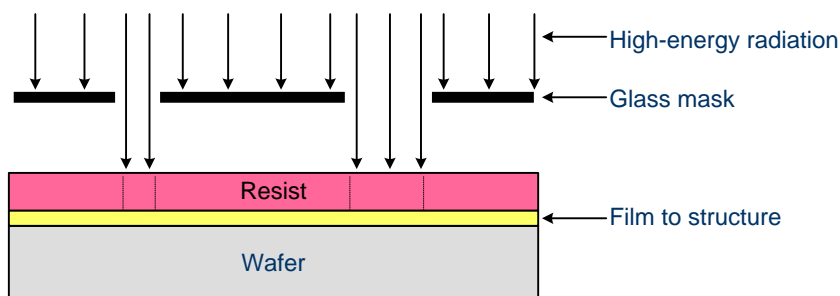 High-energy radiation
Glass mask
Resist
Film to structure
Wafer